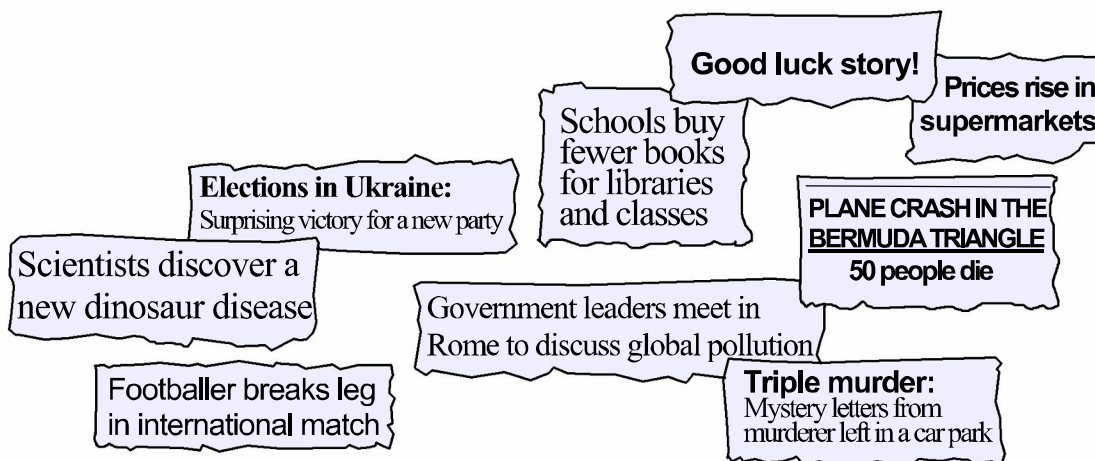 Good luck story!
Prices rise in
supermarkets
Schools buy
fewer books
for libraries
and classes
Elections in Ukraine:
Surprising victory for a new party
PLANE CRASH IN THE
BERMUDA TRIANGLE
50 people die
Scientists discover a
new dinosaur disease
Government leaders meet in
Rome to discuss global pollution
Footballer breaks leg
in international match
Triple murder:
Mystery letters from
murderer left in a car park